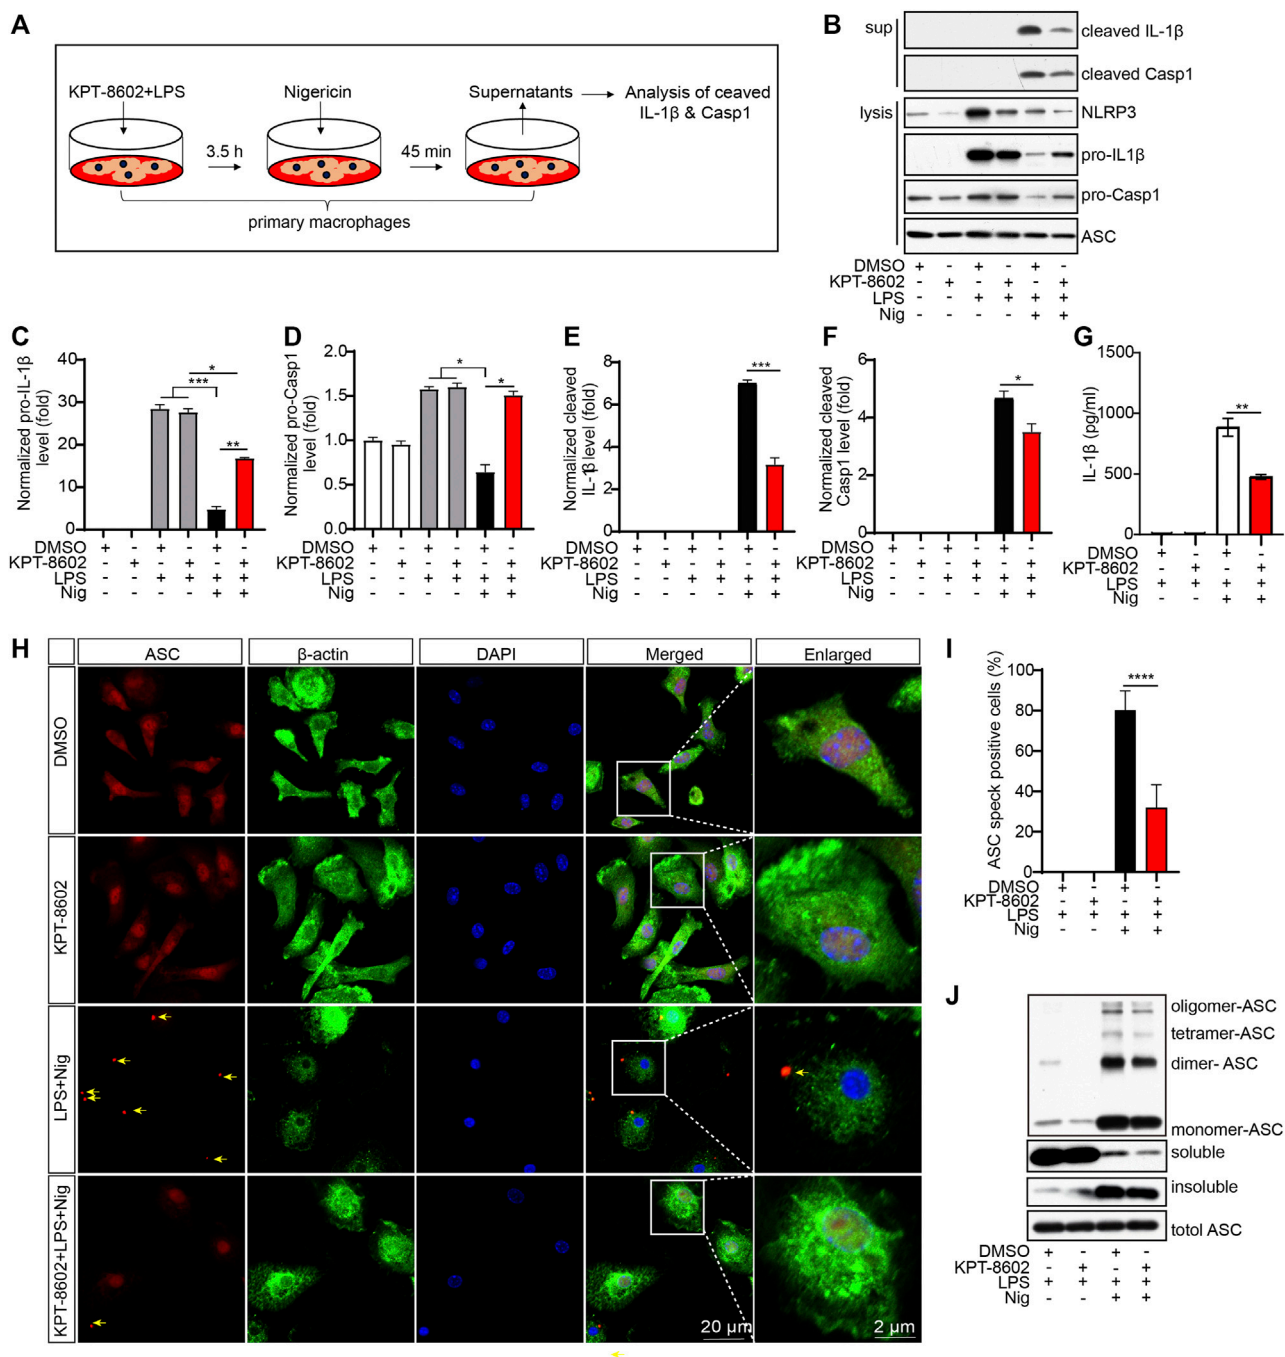 A
KPT-8602+LPS
Nigericin
Supernatants
Analysis of ceaved
IL-1β & Casp1
3.5 h
45 min
primary macrophages
B
sup
cleaved IL-1β
cleaved Casp1
lysis
NLRP3
pro-IL1β
pro-Casp1
ASC
DMSO + - + - + -
KPT-8602 - + - + - +
LPS - - + + + +
Nig - - - - + +
C
Normalized pro-IL-1β
level (fold)
40
30
20
10
0
*
***
**
DMSO + - + - + -
KPT-8602 - + - + - +
LPS - - + + + +
Nig - - - - + +
D
Normalized pro-Casp1
level (fold)
2.0
1.5
1.0
0.5
0.0
*
*
DMSO + - + - + -
KPT-8602 - + - + - +
LPS - - + + + +
Nig - - - - + +
E
Normalized cleaved
IL-1β level (fold)
8
6
4
2
0
***
DMSO + - + - + -
KPT-8602 - + - + - +
LPS - - + + + +
Nig - - - - + +
F
Normalized cleaved
Casp1 level (fold)
6
4
2
0
*
DMSO + - + - + -
KPT-8602 - + - + - +
LPS - - + + + +
Nig - - - - + +
G
IL-1β (pg/ml)
1500
1000
500
0
**
DMSO + - + -
KPT-8602 - + - +
LPS + + + +
Nig - - + +
H
ASC β-actin DAPI Merged Enlarged
DMSO
KPT-8602
LPS+Nig
KPT-8602+LPS+Nig
20 μm
2 μm
I
ASC speck positive cells (%)
100
80
60
40
20
0
****
DMSO + - + -
KPT-8602 - + - +
LPS + + + +
Nig - - + +
J
oligomer-ASC
tetramer-ASC
dimer- ASC
monomer-ASC
soluble
insoluble
totol ASC
DMSO + - + -
KPT-8602 - + - +
LPS + + + +
Nig - - + +